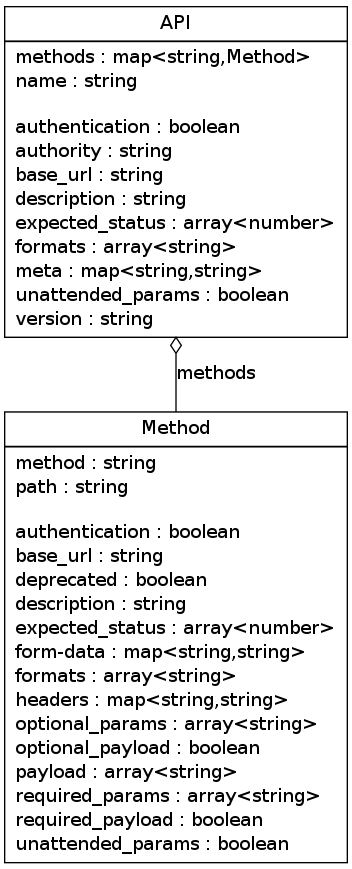 API
methods : map<string,Method>
name : string
authentication : boolean
authority : string
base_url : string
description : string
expected_status : array<number>
formats : array<string>
meta : map<string,string>
unattended_params : boolean
version : string
methods
Method
method : string
path : string
authentication : boolean
base_url : string
deprecated : boolean
description : string
expected_status : array<number>
form-data : map<string,string>
formats : array<string>
headers : map<string,string>
optional_params : array<string>
optional_payload : boolean
payload : array<string>
required_params : array<string>
required_payload : boolean
unattended_params : boolean